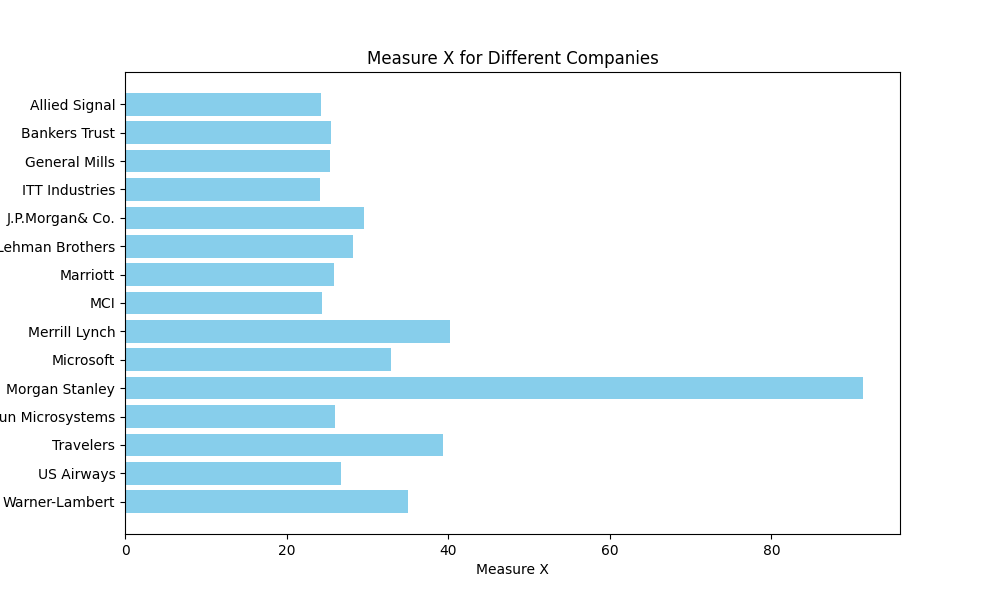 Measure X for Different Companies
Allied Signal
Bankers Trust
General Mills
ITT Industries
J.P.Morgan& Co.
Lehman Brothers
Marriott
MCI
Merrill Lynch
Microsoft
Morgan Stanley
un Microsystems
Travelers
US Airways
Warner-Lambert
0 20 40 60 80
Measure X